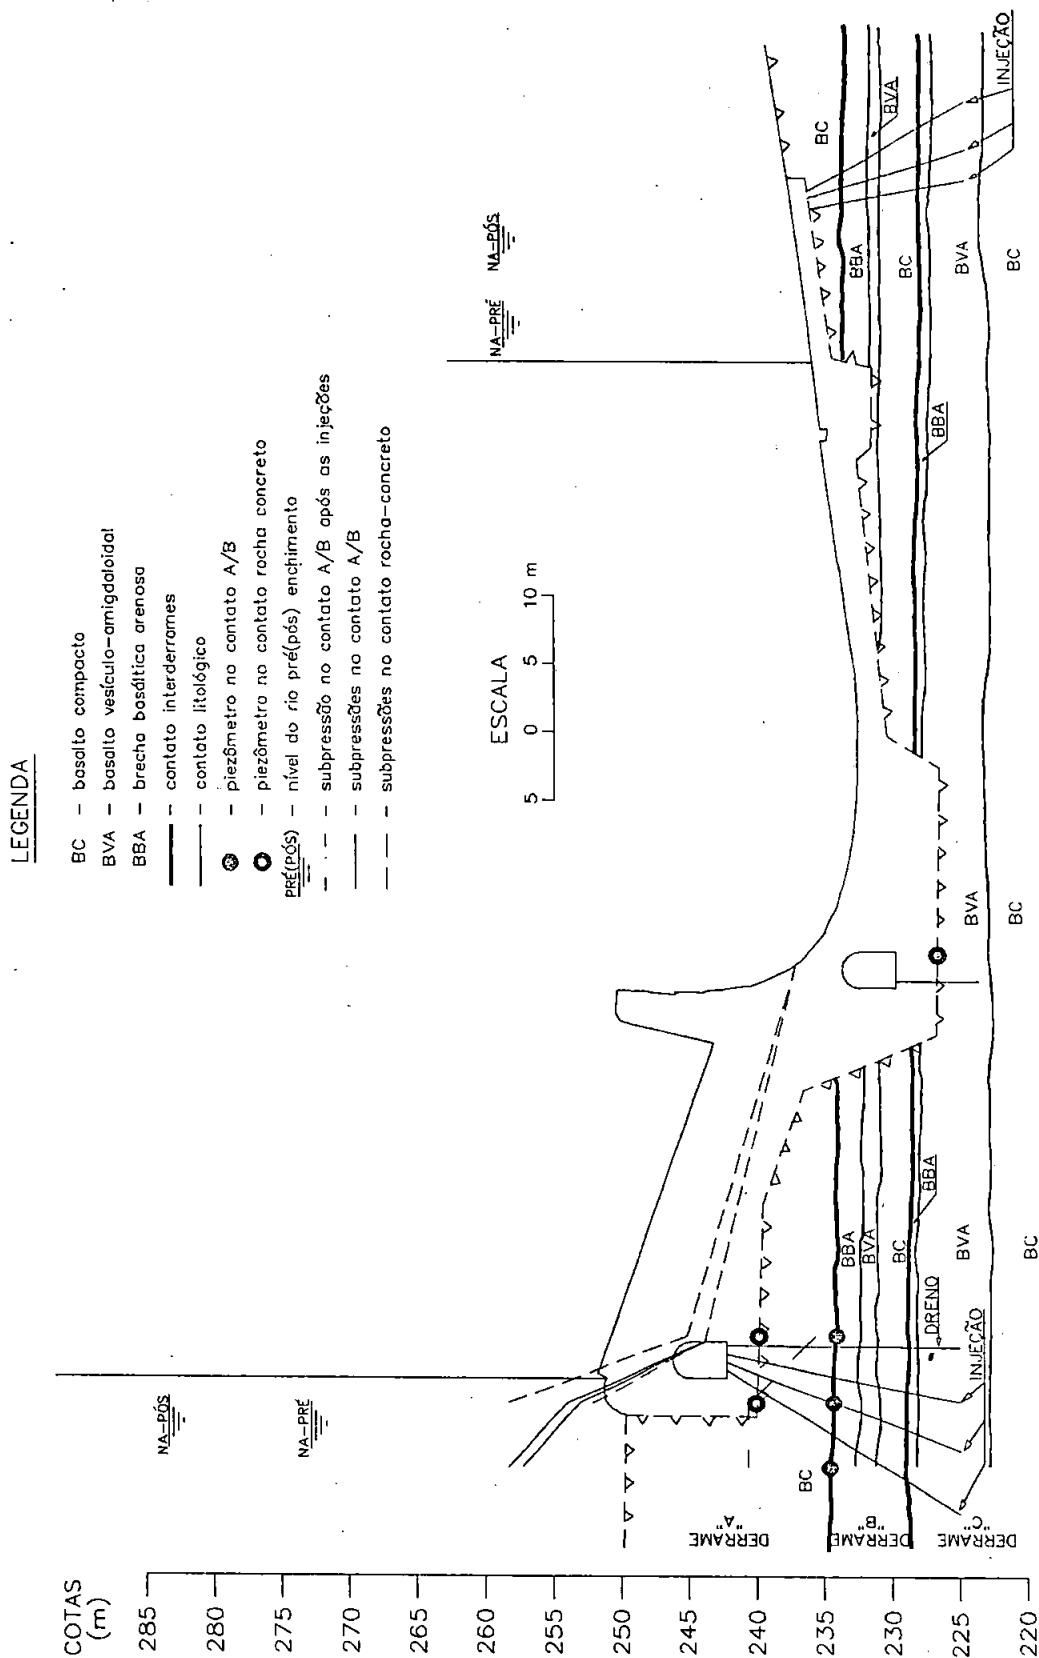 LEGENDA
BC – basalto compacto
BVA – basalto vesículo-amigdaloidal
BBA – brecha basáltica arenosa
– contato interderrames
– contato litológico
– piezômetro no contato A/B
– piezômetro no contato rocha concreto
PRÉ(PÓS) – nível do rio pré(pós) enchimento
– subpressão no contato A/B após as injeções
– subpressões no contato A/B
– subpressões no contato rocha-concreto
ESCALA
5 0 5 10 m
COTAS
(m)
285
280
275
270
265
260
255
250
245
240
235
230
225
220
NA-PÓS
NA-PRÉ
NA-PRÉ
NA-PÓS
DERRAME
"A"
DERRAME
"B"
DERRAME
"C"
BC
BBA
BVA
BC
BBA
BVA
BC
DRENO
INJEÇÃO
BVA
BC
BC
BVA
BBA
BC
BBA
BVA
BC
INJEÇÃO